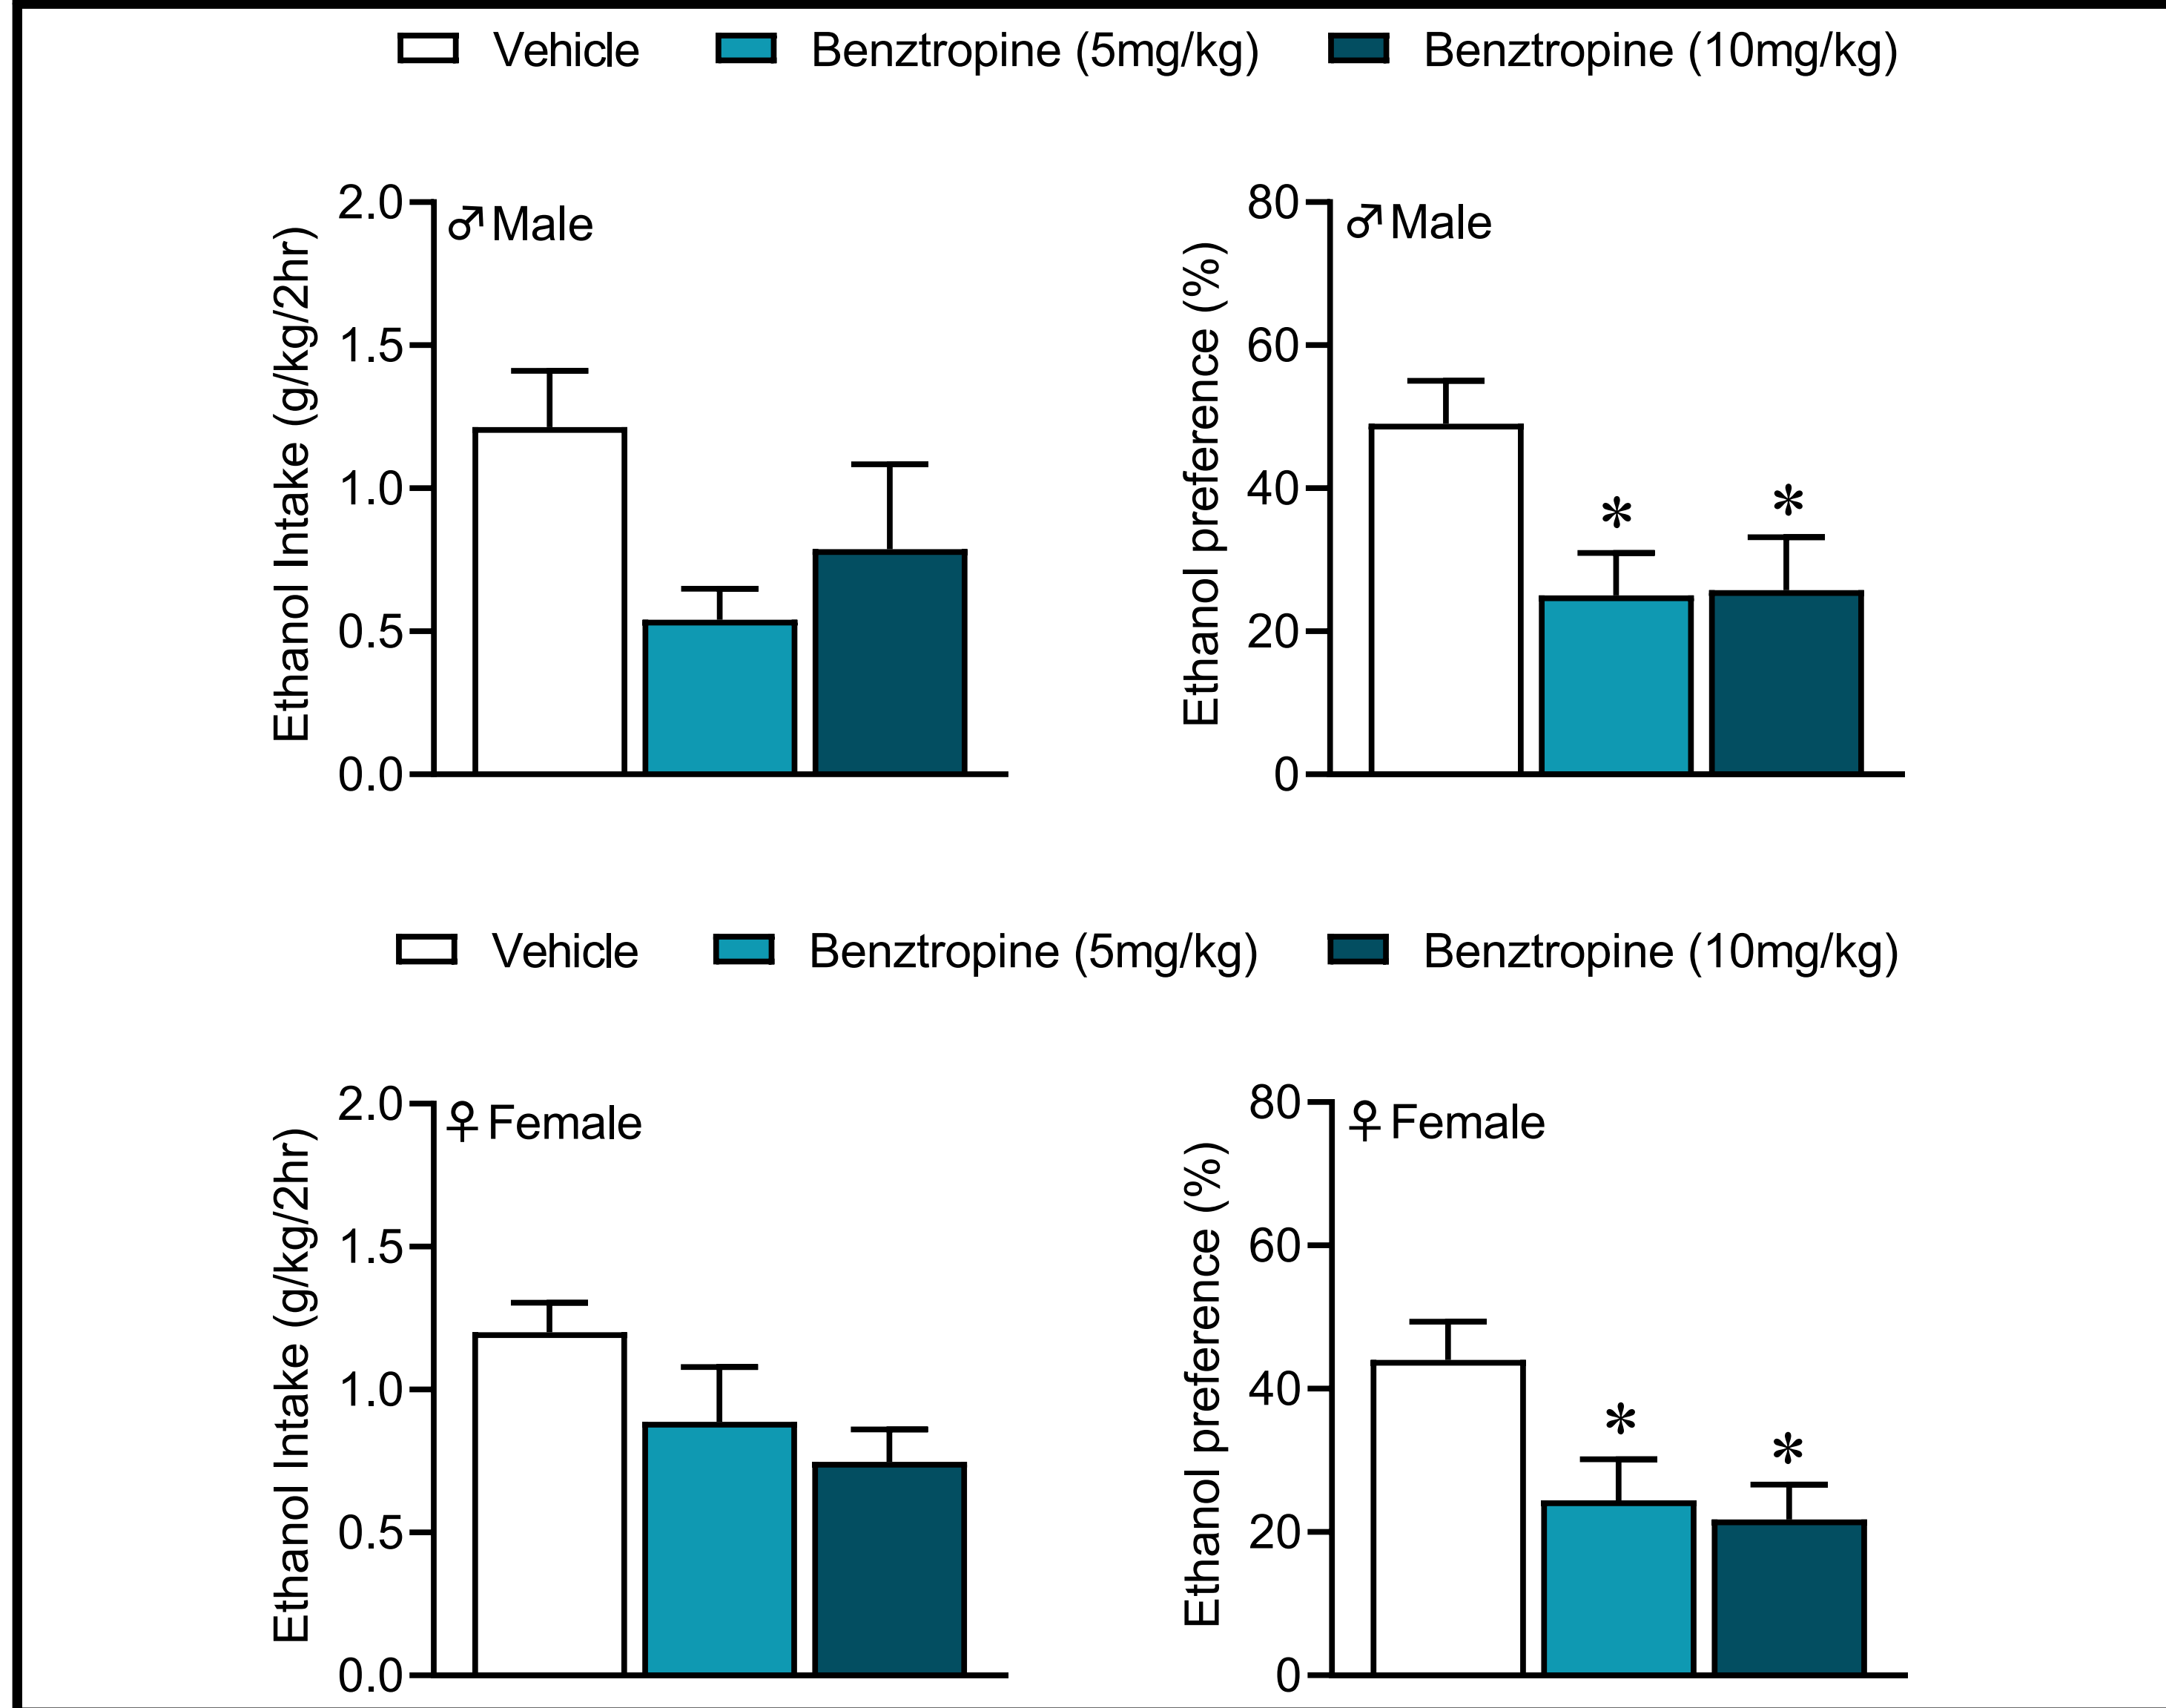 Vehicle Benztropine (5mg/kg) Benztropine (10mg/kg)
Ethanol Intake (g/kg/2hr)
2.0
1.5
1.0
0.5
0.0
♂Male
Ethanol preference (%)
80
60
40
20
0
♂Male
*
*
Vehicle Benztropine (5mg/kg) Benztropine (10mg/kg)
Ethanol Intake (g/kg/2hr)
2.0
1.5
1.0
0.5
0.0
♀Female
Ethanol preference (%)
80
60
40
20
0
♀Female
*
*